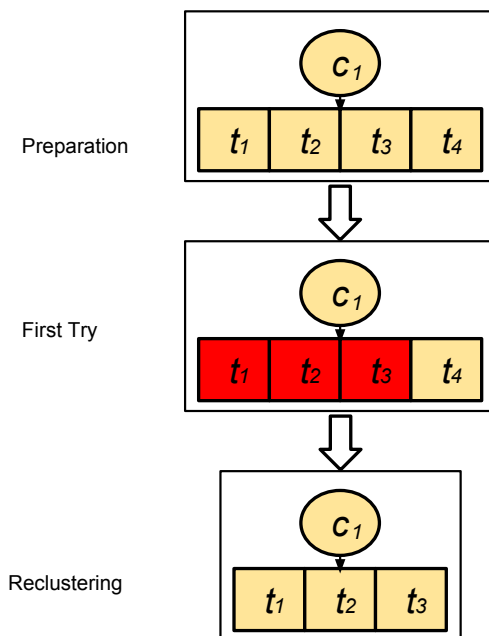 c1
Preparation
t1 t2 t3 t4
c1
First Try
t1 t2 t3 t4
c1
Reclustering
t1 t2 t3